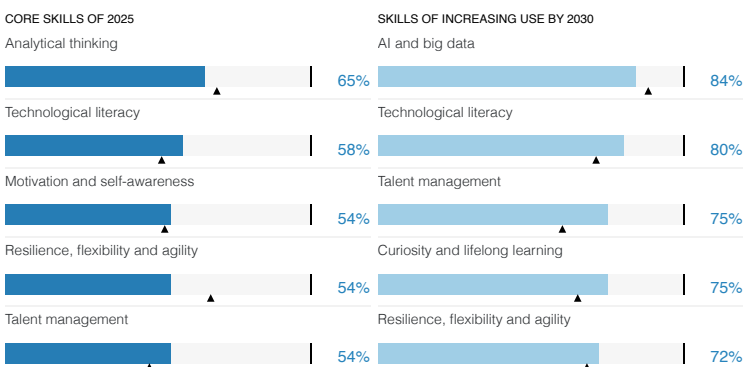 CORE SKILLS OF 2025
Analytical thinking
65%
Technological literacy
58%
Motivation and self-awareness
54%
Resilience, flexibility and agility
54%
Talent management
54%
SKILLS OF INCREASING USE BY 2030
AI and big data
84%
Technological literacy
80%
Talent management
75%
Curiosity and lifelong learning
75%
Resilience, flexibility and agility
72%